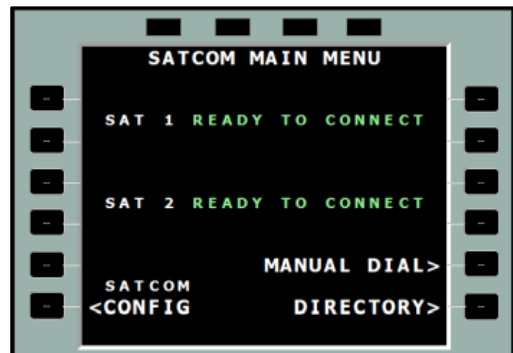 SATCOM MAIN MENU
SAT 1 READY TO CONNECT
SAT 2 READY TO CONNECT
MANUAL DIAL>
SATCOM
<CONFIG DIRECTORY>